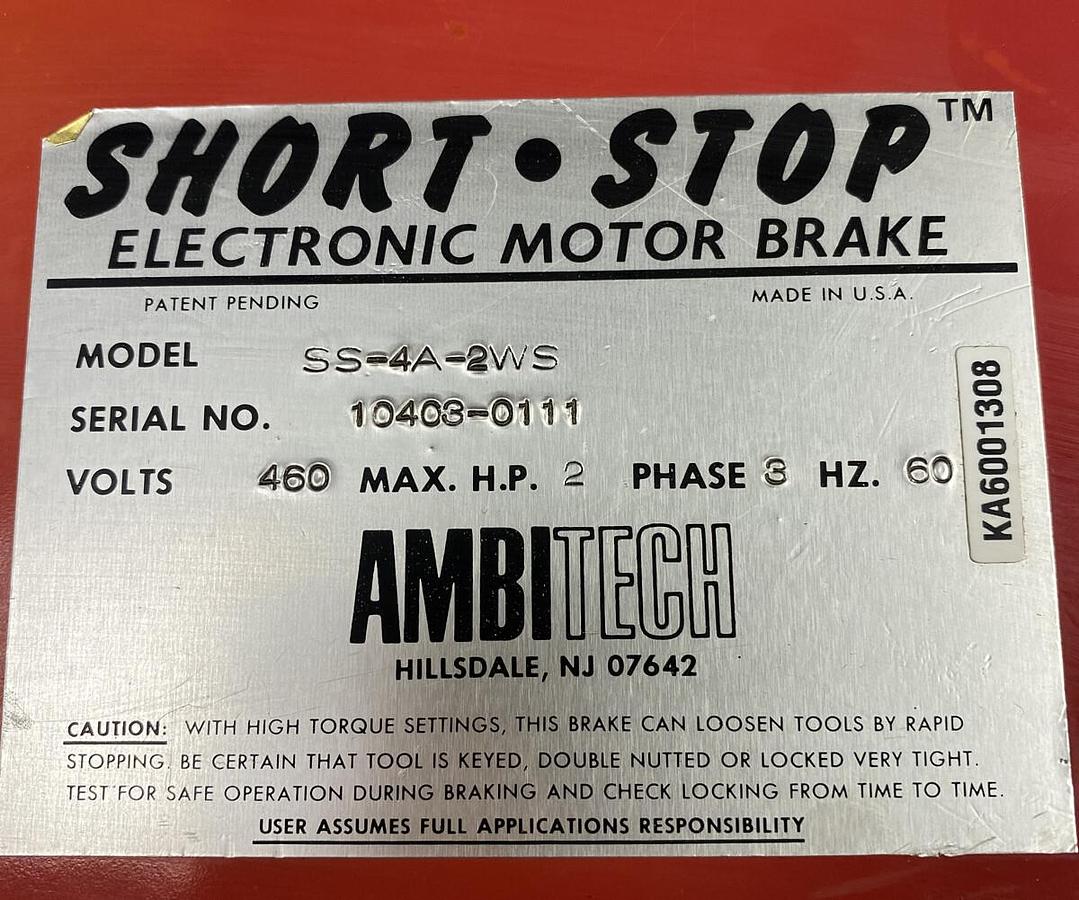 SHORT • STOP™
ELECTRONIC MOTOR BRAKE
PATENT PENDING MADE IN U.S.A.
MODEL SS-4A-2WS
SERIAL NO. 10403-0111
VOLTS 460 MAX. H.P. 2 PHASE 3 HZ. 60
KA6001308
AMBITECH
HILLSDALE, NJ 07642
CAUTION: WITH HIGH TORQUE SETTINGS, THIS BRAKE CAN LOOSEN TOOLS BY RAPID
STOPPING. BE CERTAIN THAT TOOL IS KEYED, DOUBLE NUTTED OR LOCKED VERY TIGHT.
TEST FOR SAFE OPERATION DURING BRAKING AND CHECK LOCKING FROM TIME TO TIME.
USER ASSUMES FULL APPLICATIONS RESPONSIBILITY